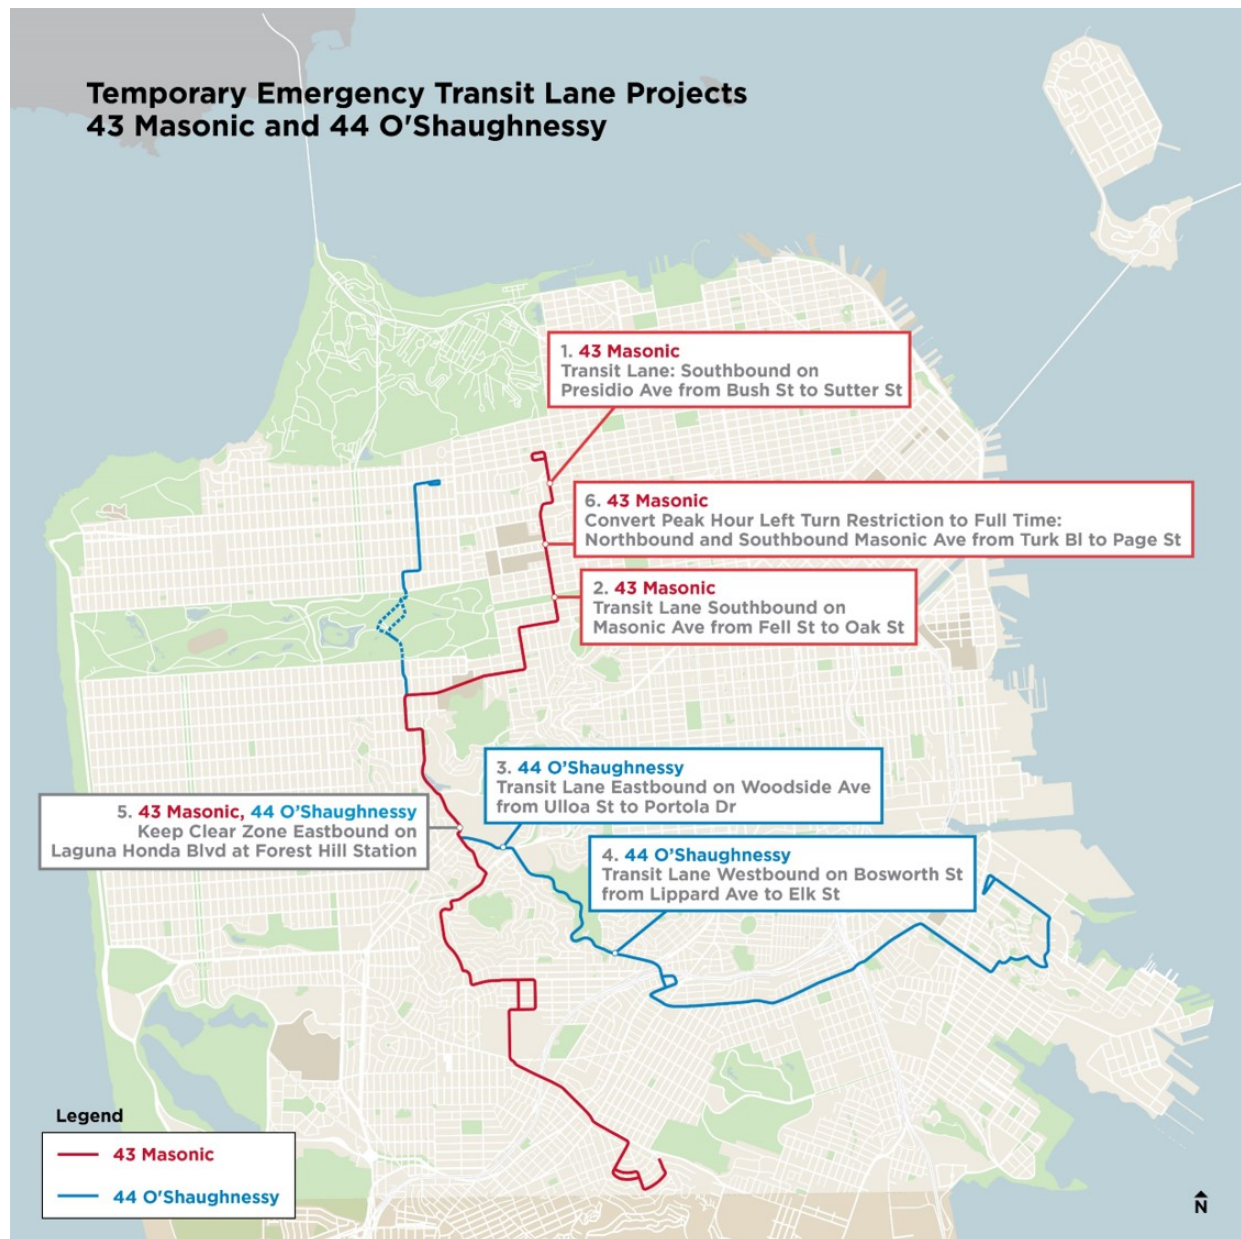 Temporary Emergency Transit Lane Projects
43 Masonic and 44 O'Shaughnessy
1. 43 Masonic
Transit Lane: Southbound on
Presidio Ave from Bush St to Sutter St
6. 43 Masonic
Convert Peak Hour Left Turn Restriction to Full Time:
Northbound and Southbound Masonic Ave from Turk Bl to Page St
2. 43 Masonic
Transit Lane Southbound on
Masonic Ave from Fell St to Oak St
3. 44 O’Shaughnessy
Transit Lane Eastbound on Woodside Ave
from Ulloa St to Portola Dr
5. 43 Masonic, 44 O’Shaughnessy
Keep Clear Zone Eastbound on
Laguna Honda Blvd at Forest Hill Station
4. 44 O’Shaughnessy
Transit Lane Westbound on Bosworth St
from Lippard Ave to Elk St
Legend
43 Masonic
44 O'Shaughnessy
N